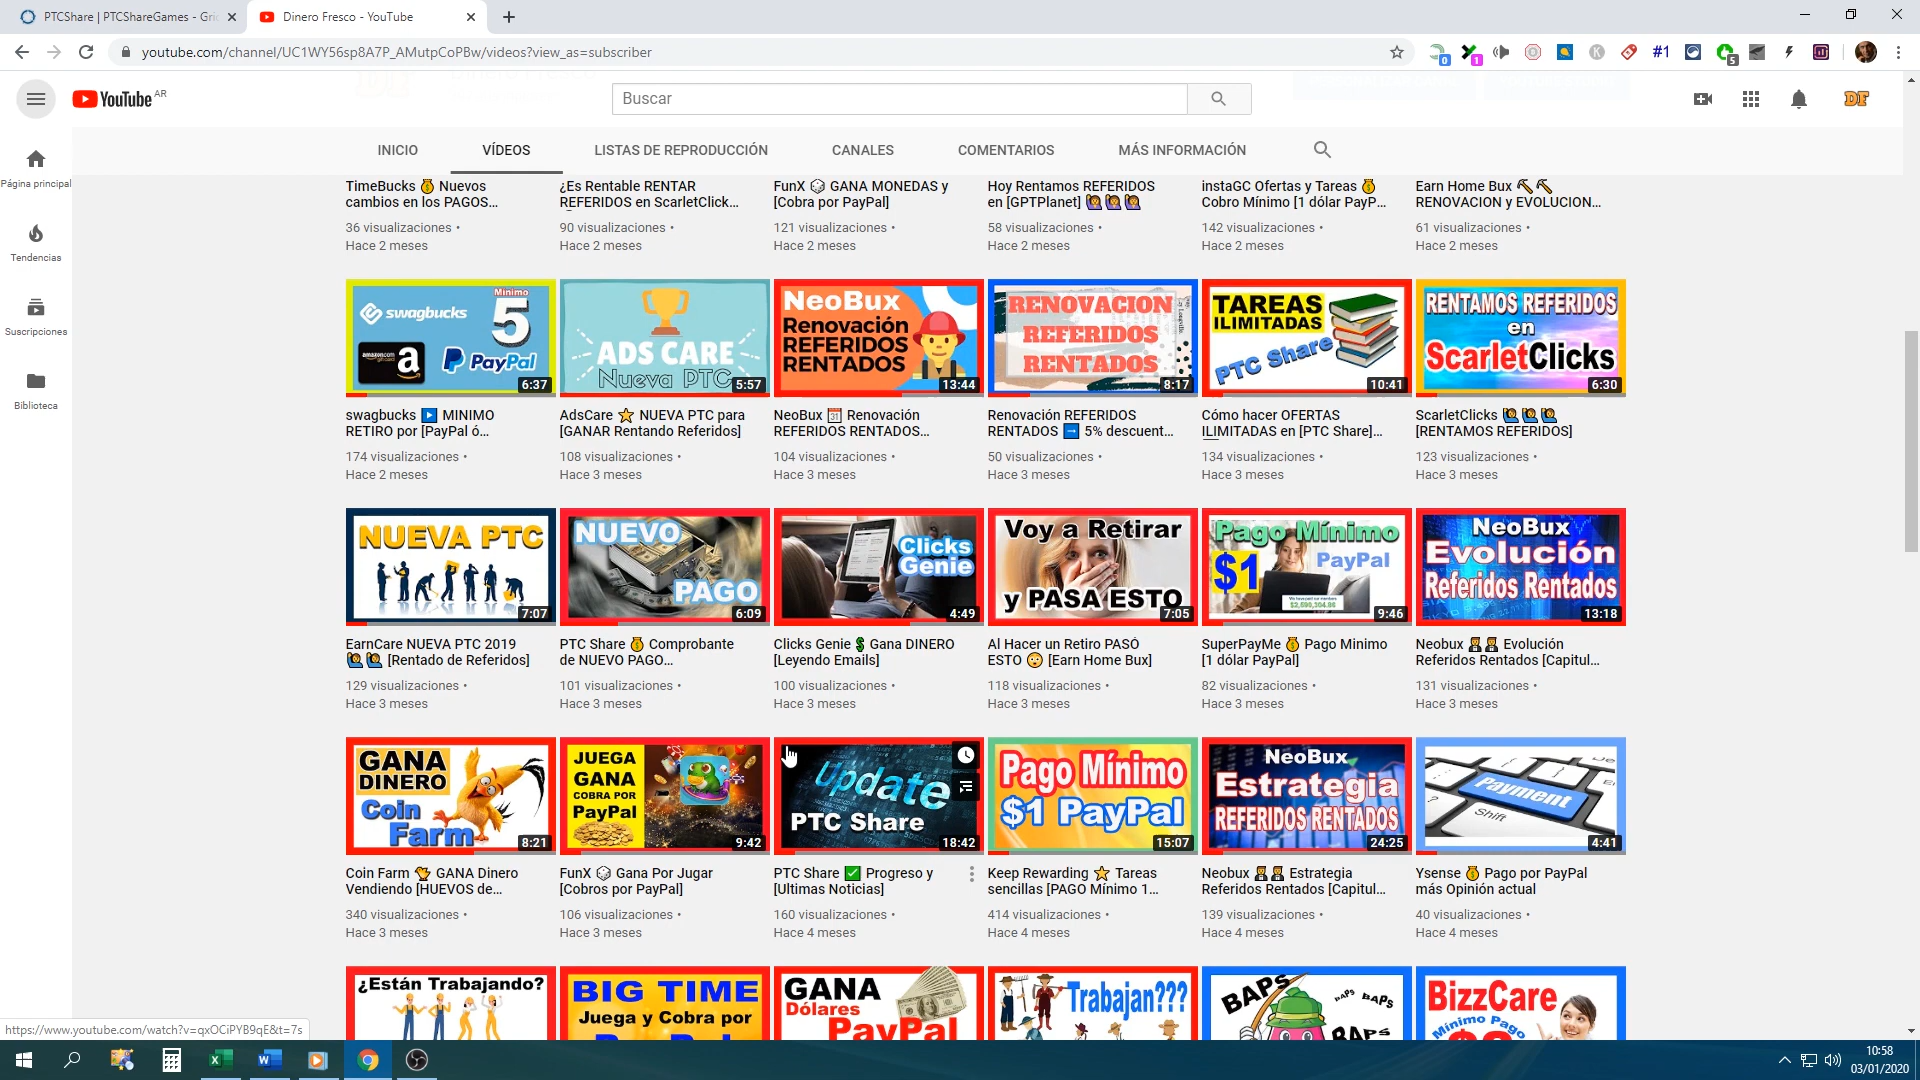 PTCShare | PTCShareGames - Gri
Dinero Fresco - YouTube
youtube.com/channel/UC1WY56sp8A7P_AMutpCoPBw/videos?view_as=subscriber
YouTube AR
Buscar
INICIO VÍDEOS LISTAS DE REPRODUCCIÓN CANALES COMENTARIOS MÁS INFORMACIÓN
Página principal
Tendencias
Suscripciones
Biblioteca
TimeBucks 💰 Nuevos
cambios en los PAGOS...
36 visualizaciones •
Hace 2 meses
¿Es Rentable RENTAR
REFERIDOS en ScarletClick...
90 visualizaciones •
Hace 2 meses
FunX 🎲 GANA MONEDAS y
[Cobra por PayPal]
121 visualizaciones •
Hace 2 meses
Hoy Rentamos REFERIDOS
en [GPTPlanet] 🙋🙋🙋
58 visualizaciones •
Hace 2 meses
instaGC Ofertas y Tareas 💰
Cobro Mínimo [1 dólar PayP...
142 visualizaciones •
Hace 2 meses
Earn Home Bux 🔨🔨
RENOVACION y EVOLUCION...
61 visualizaciones •
Hace 2 meses
swagbucks
Minimo
5
amazon.com
a
PayPal
6:37
swagbucks ▶️ MINIMO
RETIRO por [PayPal ó...
174 visualizaciones •
Hace 2 meses
ADS CARE
Nueva PTC
5:57
AdsCare ⭐ NUEVA PTC para
[GANAR Rentando Referidos]
108 visualizaciones •
Hace 3 meses
NeoBux
Renovación
REFERIDOS
RENTADOS
13:44
NeoBux 📅 Renovación
REFERIDOS RENTADOS...
104 visualizaciones •
Hace 3 meses
RENOVACION
REFERIDOS
RENTADOS
8:17
Renovación REFERIDOS
RENTADOS ➡️ 5% descuent...
50 visualizaciones •
Hace 3 meses
TAREAS
ILIMITADAS
PTC Share
10:41
Cómo hacer OFERTAS
ILIMITADAS en [PTC Share]...
134 visualizaciones •
Hace 3 meses
RENTAMOS REFERIDOS
en
ScarletClicks
6:30
ScarletClicks 🙋🙋🙋
[RENTAMOS REFERIDOS]
123 visualizaciones •
Hace 3 meses
NUEVA PTC
7:07
EarnCare NUEVA PTC 2019
🙋🙋 [Rentado de Referidos]
129 visualizaciones •
Hace 3 meses
NUEVO
PAGO
6:09
PTC Share 💰 Comprobante
de NUEVO PAGO...
101 visualizaciones •
Hace 3 meses
Clicks
Genie
4:49
Clicks Genie 💲 Gana DINERO
[Leyendo Emails]
100 visualizaciones •
Hace 3 meses
Voy a Retirar
y PASA ESTO
7:05
Al Hacer un Retiro PASÓ
ESTO 😯 [Earn Home Bux]
118 visualizaciones •
Hace 3 meses
Pago Mínimo
$1 PayPal
9:46
SuperPayMe 💰 Pago Minimo
[1 dólar PayPal]
82 visualizaciones •
Hace 3 meses
NeoBux
Evolución
Referidos Rentados
13:18
Neobux 👩‍💼👩‍💼 Evolución
Referidos Rentados [Capitul...
131 visualizaciones •
Hace 3 meses
GANA
DINERO
Coin
Farm
8:21
Coin Farm 🐤 GANA Dinero
Vendiendo [HUEVOS de...
340 visualizaciones •
Hace 3 meses
JUEGA
GANA
COBRA POR
PayPal
9:42
FunX 🎲 Gana Por Jugar
[Cobros por PayPal]
106 visualizaciones •
Hace 3 meses
Update
PTC Share
18:42
PTC Share ✅ Progreso y
[Ultimas Noticias]
160 visualizaciones •
Hace 4 meses
Pago Mínimo
$1 PayPal
15:07
Keep Rewarding ⭐ Tareas
sencillas [PAGO Mínimo 1...
414 visualizaciones •
Hace 4 meses
NeoBux
Estrategia
REFERIDOS RENTADOS
24:25
Neobux 👩‍💼👩‍💼 Estrategia
Referidos Rentados [Capitul...
139 visualizaciones •
Hace 4 meses
Payment
Shift
4:41
Ysense 💰 Pago por PayPal
más Opinión actual
40 visualizaciones •
Hace 4 meses
¿Están Trabajando?
BIG TIME
Juega y Cobra por
GANA
Dólares
PayPal
Trabajan???
BAPS
BAPS
BAPS
BAPS
BizzCare
Mínimo Pago
https://www.youtube.com/watch?v=qxOCiPYB9qE&t=7s
10:58
03/01/2020